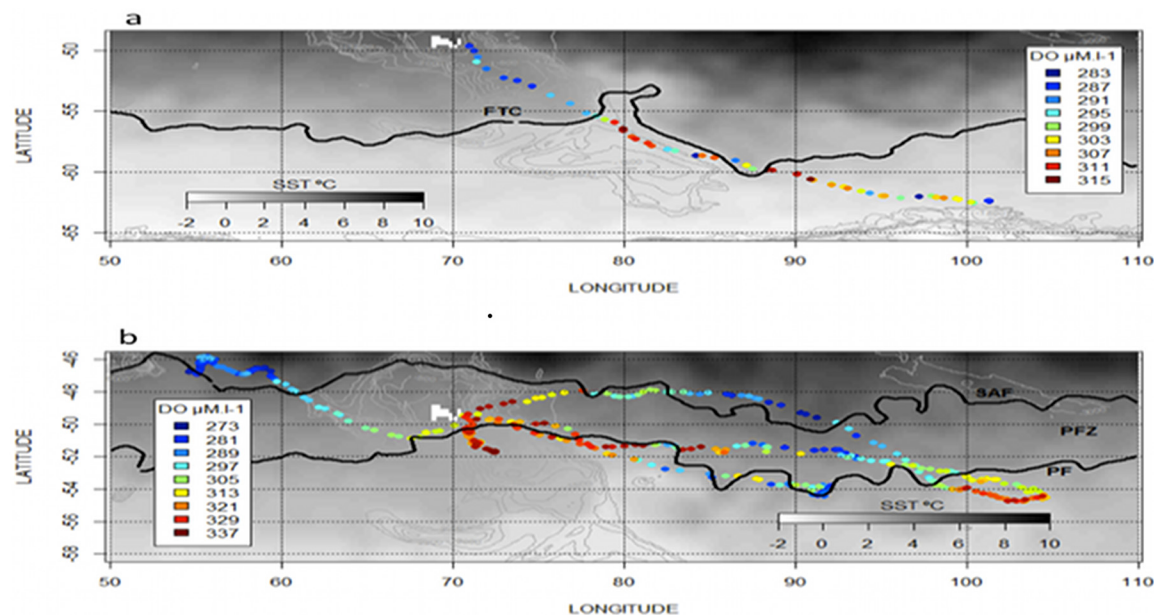 a
-50
-55
-60
-65
LATITUDE
FTC
SST °C
-2 0 2 4 6 8 10
DO µM.l-1
283
287
291
295
299
303
307
311
315
50 60 70 80 90 100 110
LONGITUDE
b
-46
-48
-50
-52
-54
-56
-58
LATITUDE
DO µM.l-1
273
281
289
297
305
313
321
329
337
SAF
PFZ
PF
SST °C
-2 0 2 4 6 8 10
50 60 70 80 90 100 110
LONGITUDE